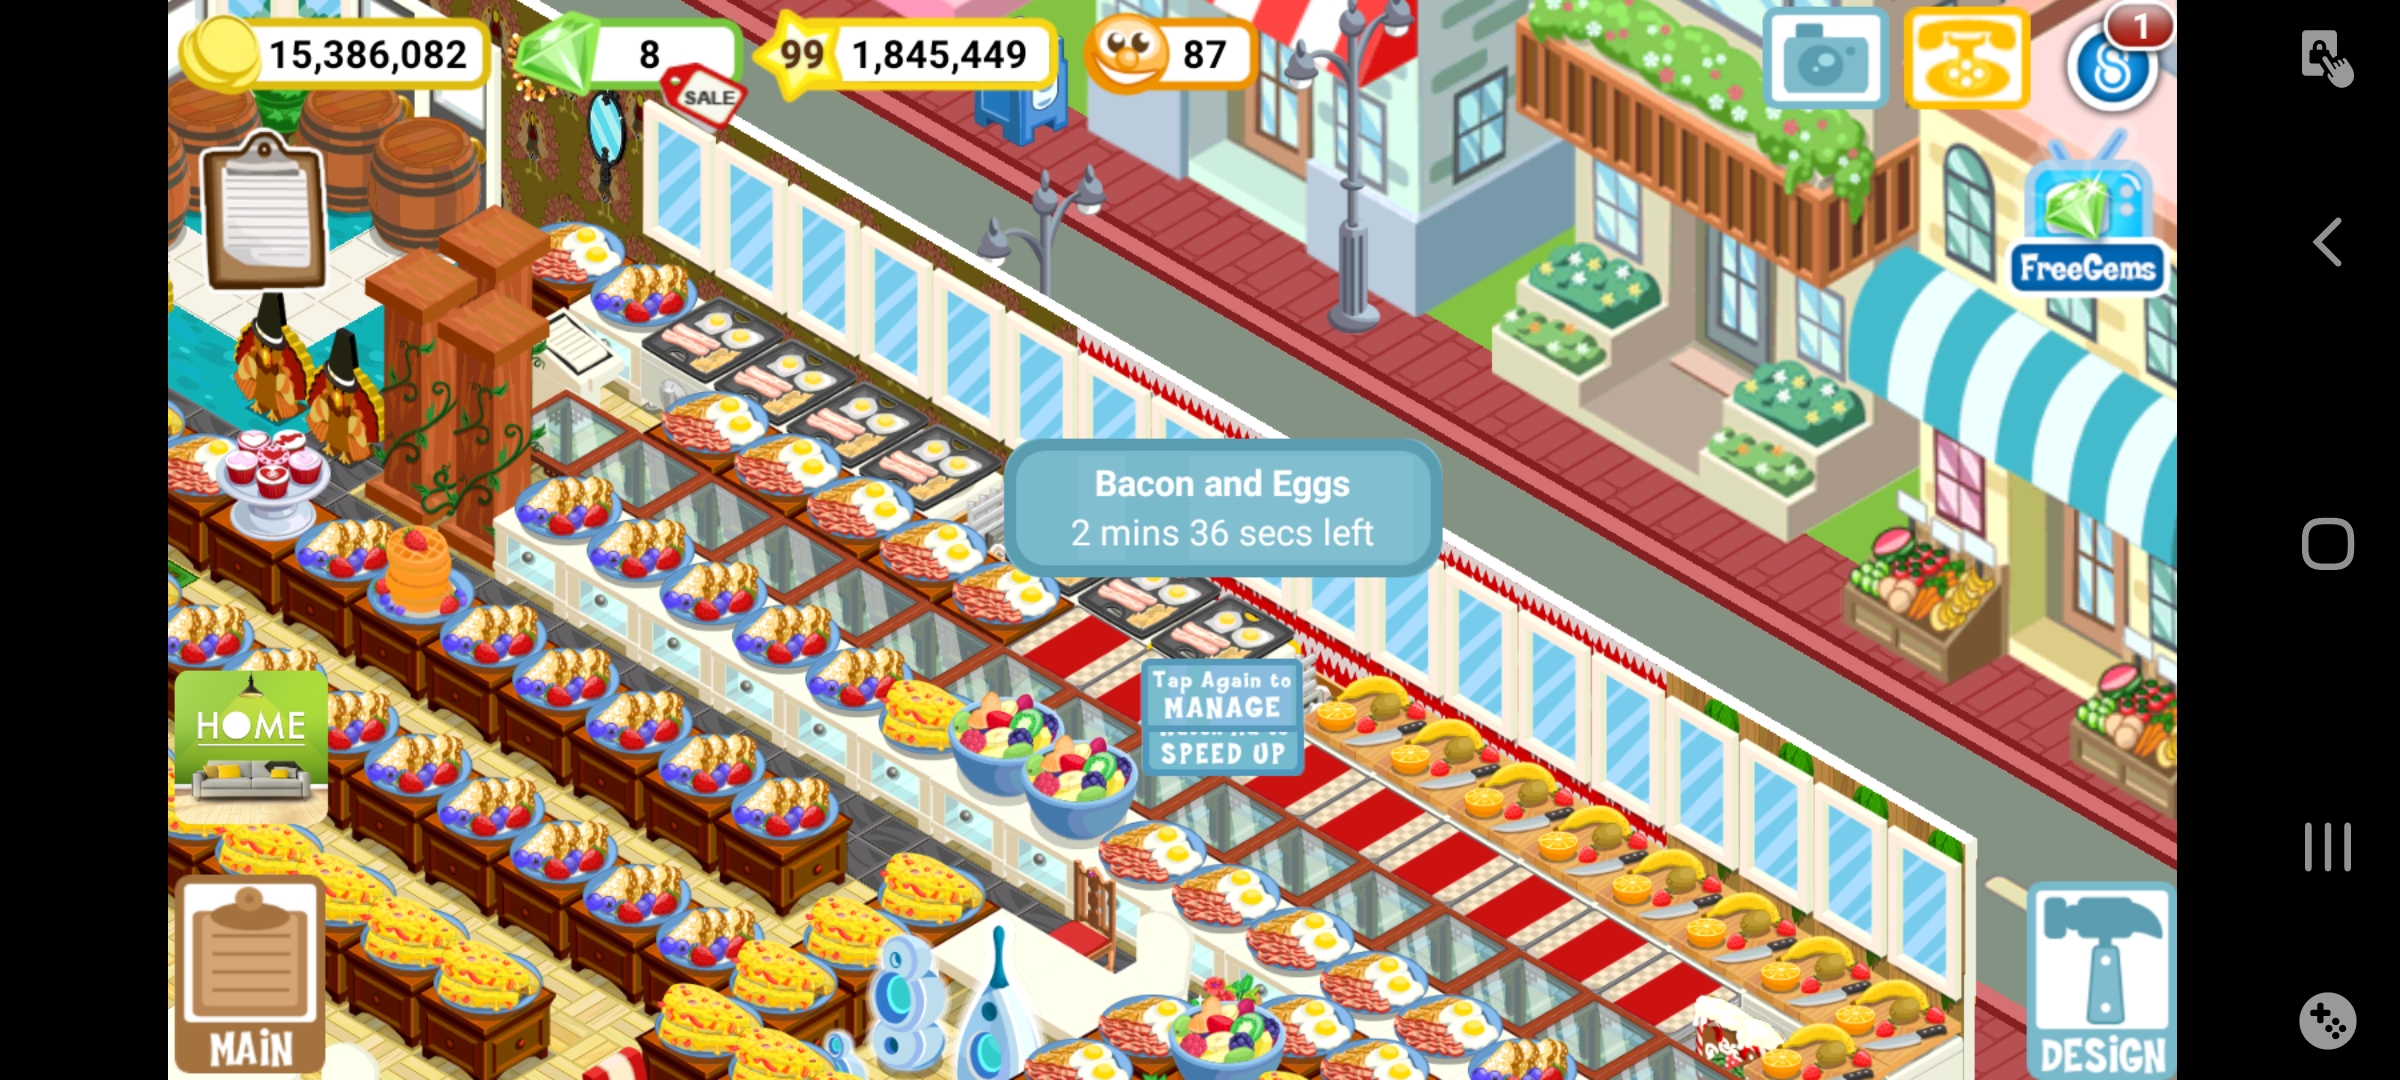 15,386,082
8
SALE
99
1,845,449
87
1
FreeGems
Bacon and Eggs
2 mins 36 secs left
Tap Again to
MANAGE
SPEED UP
HOME
MAiN
DESiGN